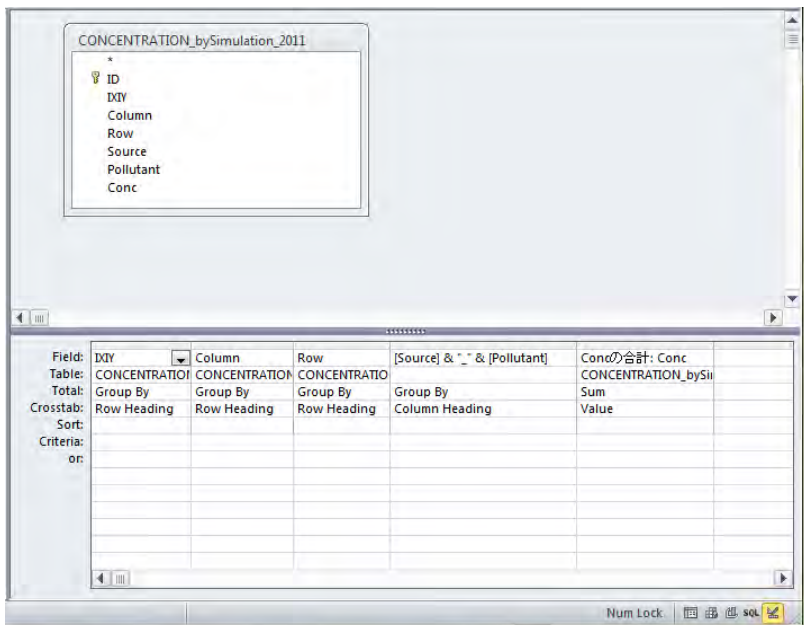 CONCENTRATION_bySimulation_2011
*
ID
IXIY
Column
Row
Source
Pollutant
Conc
Field: IXIY Column Row [Source] & "_" & [Pollutant] Concの合計: Conc
Table: CONCENTRATION CONCENTRATION CONCENTRATIO CONCENTRATION_bySi
Total: Group By Group By Group By Group By Sum
Crosstab: Row Heading Row Heading Row Heading Column Heading Value
Sort:
Criteria:
or:
Num Lock SQL